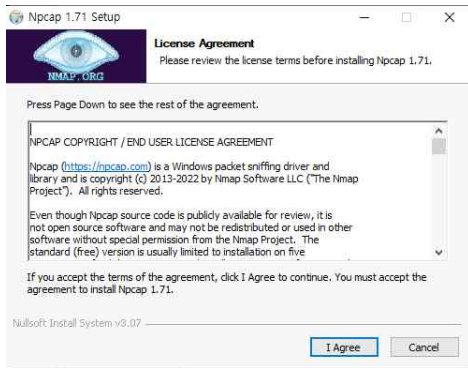 Npcap 1.71 Setup
NMAP.ORG
License Agreement
Please review the license terms before installing Npcap 1.71.
Press Page Down to see the rest of the agreement.
NPCAP COPYRIGHT / END USER LICENSE AGREEMENT
Npcap (https://npcap.com) is a Windows packet sniffing driver and
library and is copyright (c) 2013-2022 by Nmap Software LLC ("The Nmap
Project").  All rights reserved.
Even though Npcap source code is publicly available for review, it is
not open source software and may not be redistributed or used in other
software without special permission from the Nmap Project.  The
standard (free) version is usually limited to installation on five
If you accept the terms of the agreement, click I Agree to continue. You must accept the
agreement to install Npcap 1.71.
Nullsoft Install System v3.07
I Agree
Cancel